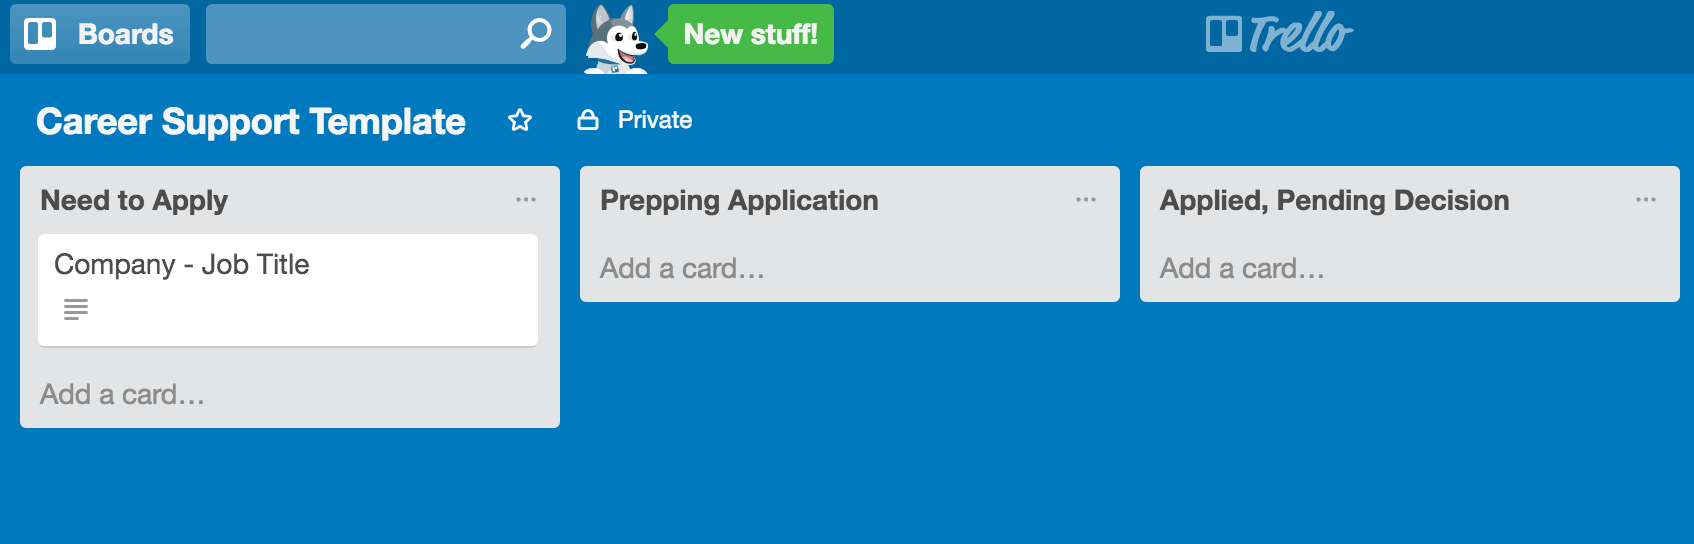 Boards
New stuff!
Trello
Career Support Template
Private
Need to Apply
Company - Job Title
Add a card…
Prepping Application
Add a card…
Applied, Pending Decision
Add a card…